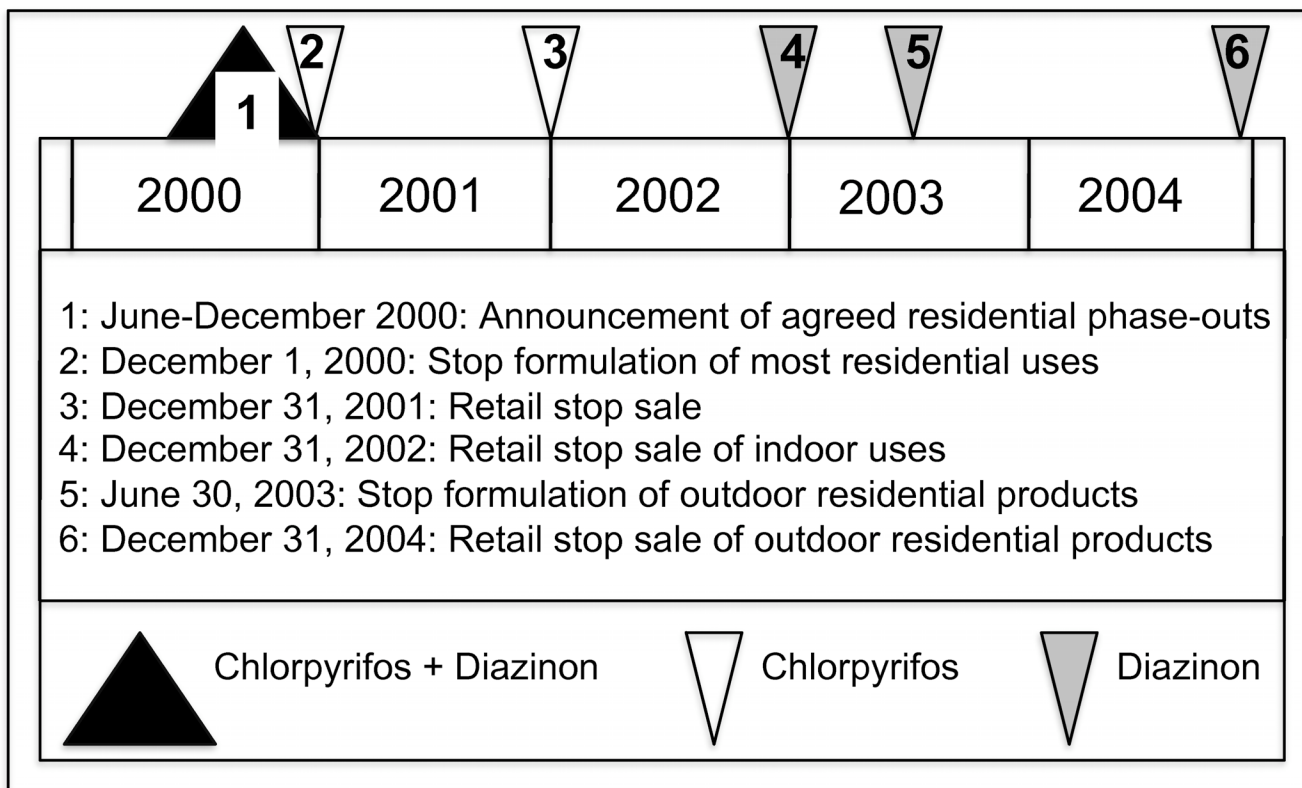 2 3 4 5 6
1
2000 2001 2002 2003 2004
1: June-December 2000: Announcement of agreed residential phase-outs
2: December 1, 2000: Stop formulation of most residential uses
3: December 31, 2001: Retail stop sale
4: December 31, 2002: Retail stop sale of indoor uses
5: June 30, 2003: Stop formulation of outdoor residential products
6: December 31, 2004: Retail stop sale of outdoor residential products
Chlorpyrifos + Diazinon Chlorpyrifos Diazinon